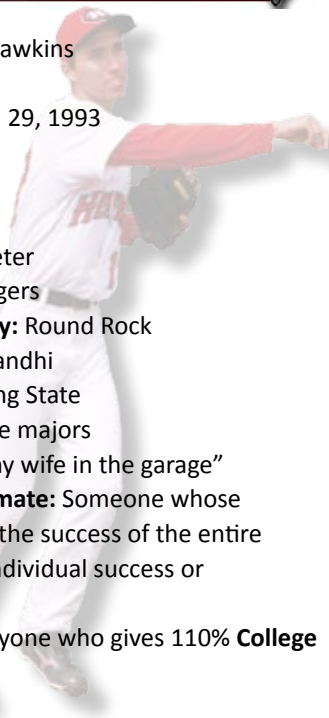 awkins
29, 1993
eter
gers
y: Round Rock
andhi
ng State
e majors
ny wife in the garage”
mate: Someone whose
the success of the entire
dividual success or
yone who gives 110% College